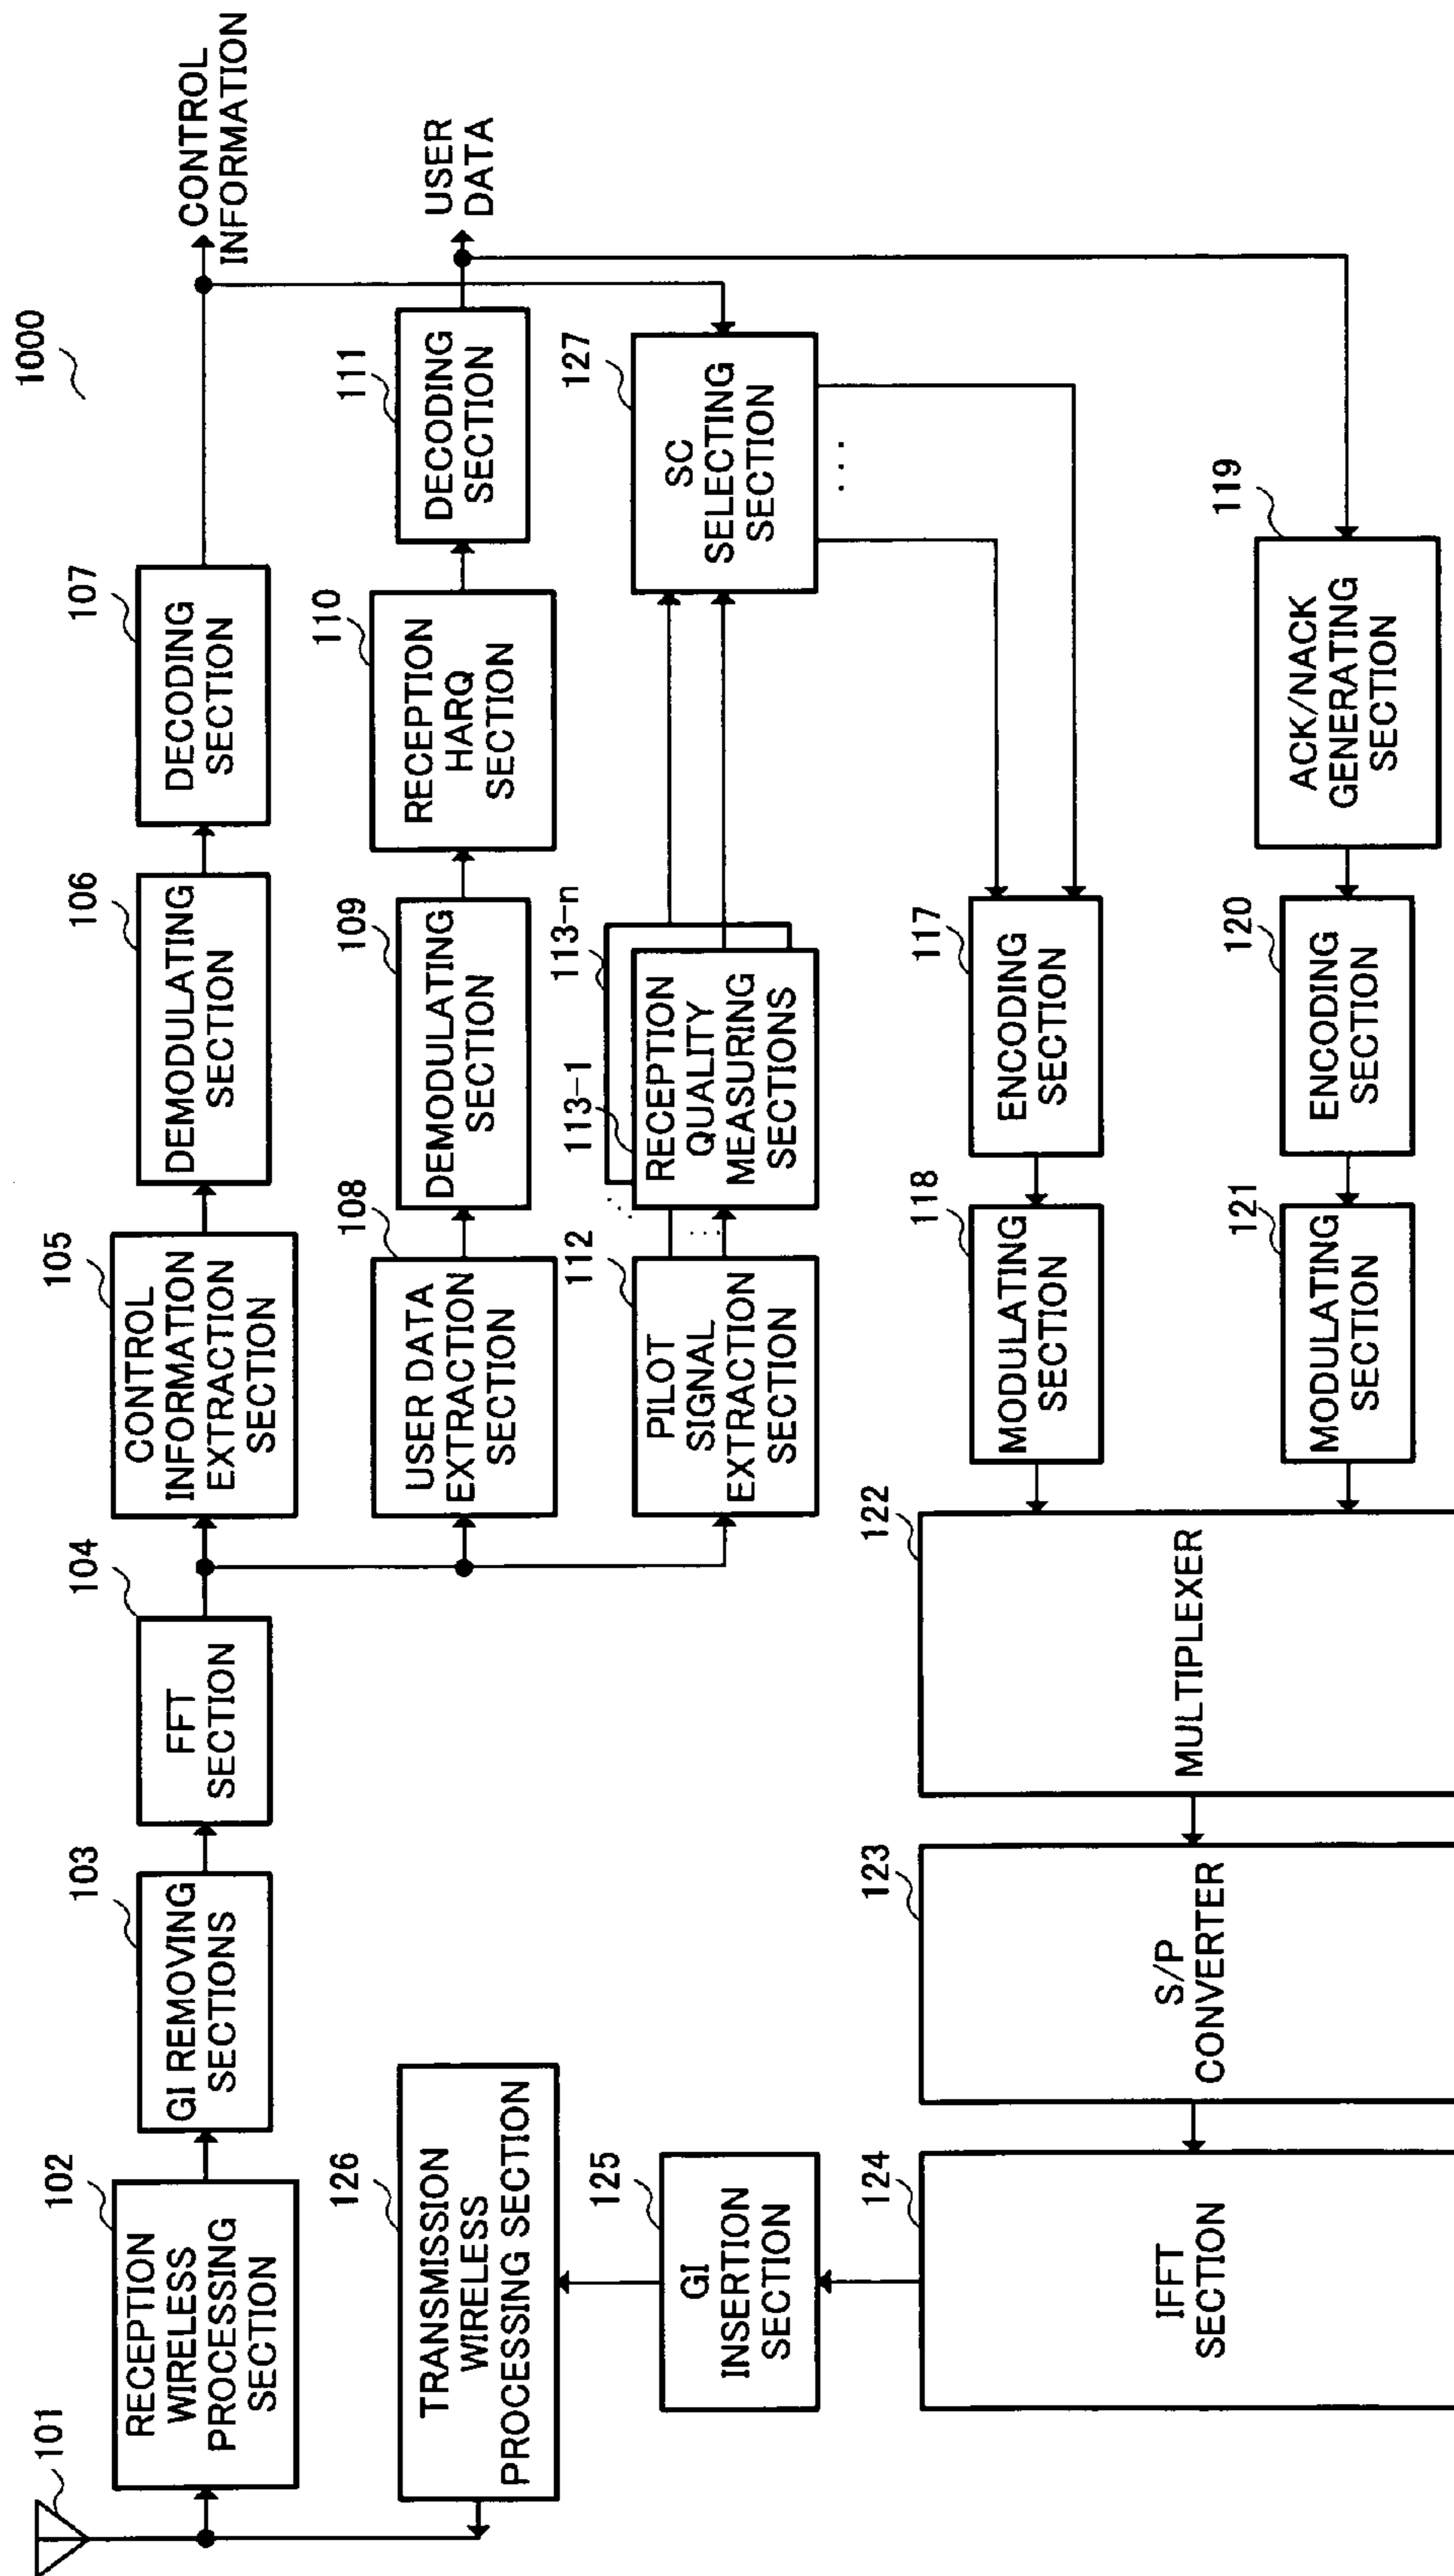 1000
101
102
RECEPTION
WIRELESS
PROCESSING
SECTION
103
GI REMOVING
SECTIONS
104
FFT
SECTION
105
CONTROL
INFORMATION
EXTRACTION
SECTION
106
DEMODULATING
SECTION
107
DECODING
SECTION
CONTROL
INFORMATION
108
USER DATA
EXTRACTION
SECTION
109
DEMODULATING
SECTION
110
RECEPTION
HARQ
SECTION
111
DECODING
SECTION
USER
DATA
112
PILOT
SIGNAL
EXTRACTION
SECTION
113-1
113-n
RECEPTION
QUALITY
MEASURING
SECTIONS
127
SC
SELECTING
SECTION
126
TRANSMISSION
WIRELESS
PROCESSING SECTION
125
GI
INSERTION
SECTION
124
IFFT
SECTION
123
S/P
CONVERTER
122
MULTIPLEXER
118
MODULATING
SECTION
117
ENCODING
SECTION
121
MODULATING
SECTION
120
ENCODING
SECTION
119
ACK/NACK
GENERATING
SECTION